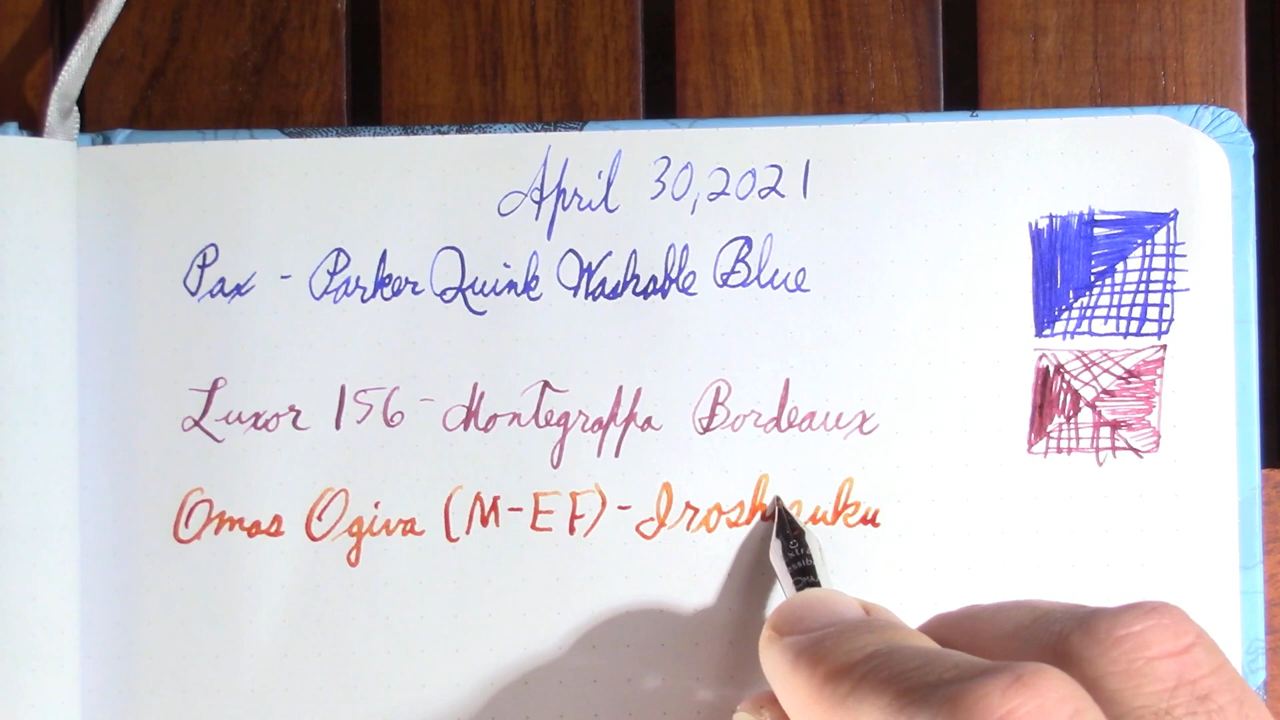 April 30, 2021
Pax - Parker Quink Washable Blue
Luxor 156 - Montegrappa Bordeaux
Omas Ogiva (M-EF) -